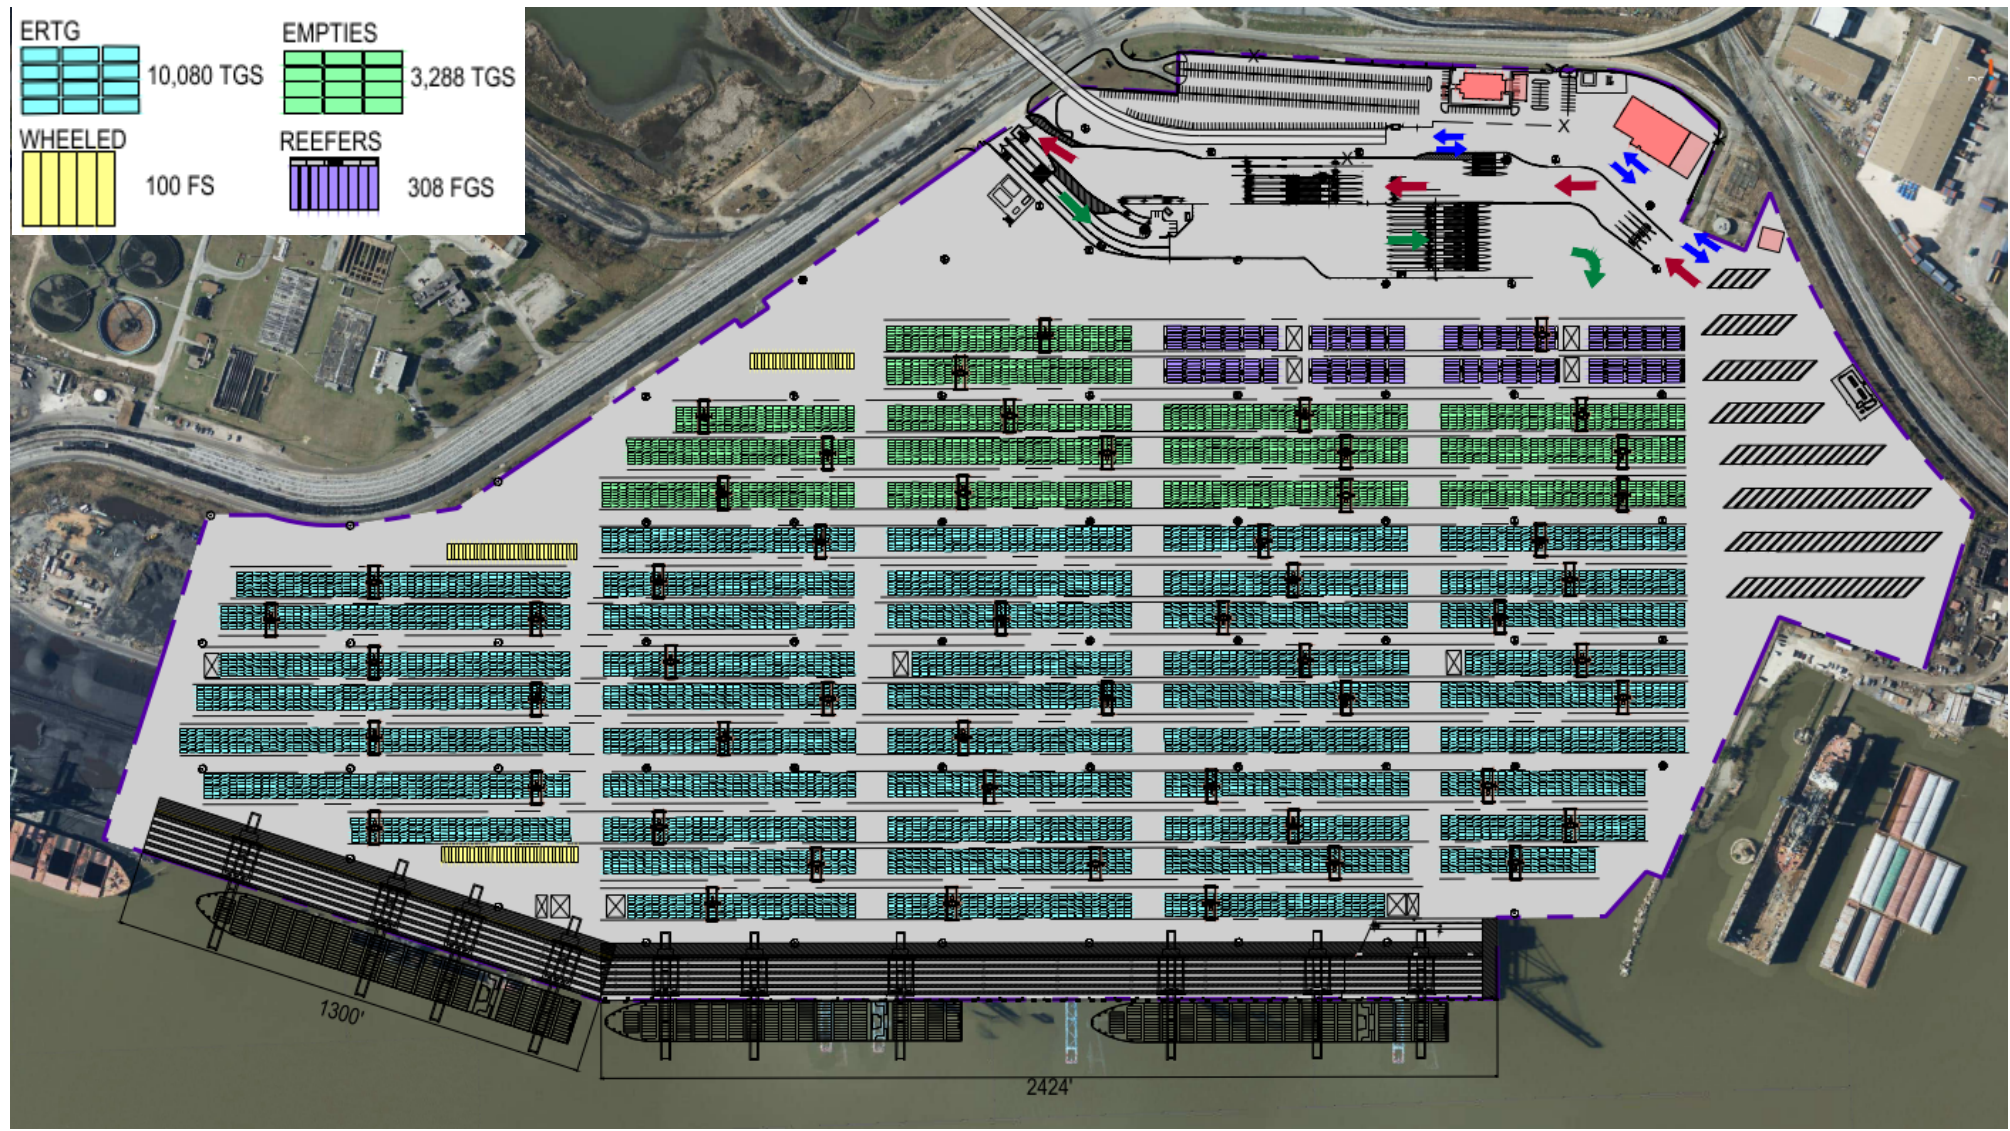 ERTG
10,080 TGS
EMPTIES
3,288 TGS
WHEELED
100 FS
REEFERS
308 FGS
1300'
2424'